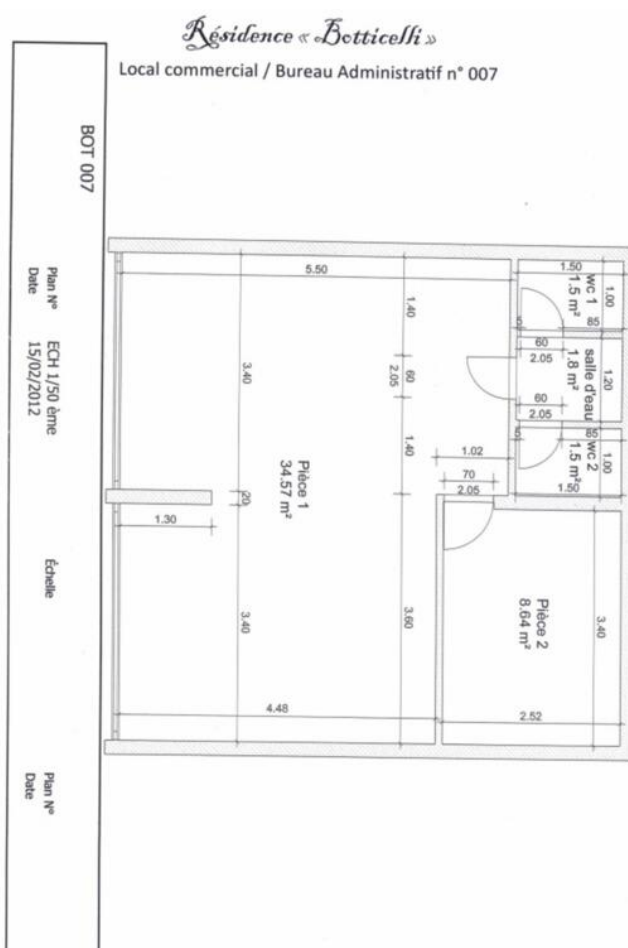 Résidence « Botticelli »
Local commercial / Bureau Administratif n° 007
BOT 007
Plan N° ECH 1/50 ème
Date 15/02/2012
Échelle
Plan N°
Date
5.50
1.40
60
2.05
1.40
3.40
20
1.30
3.40
3.60
4.48
Pièce 1
34.57 m²
1.02
70
2.05
1.50
wc 1
1.5 m²
1.00
85
60
2.05
salle d'eau
1.8 m²
1.20
60
2.05
85
wc 2
1.5 m²
1.00
1.50
Pièce 2
8.64 m²
3.40
2.52